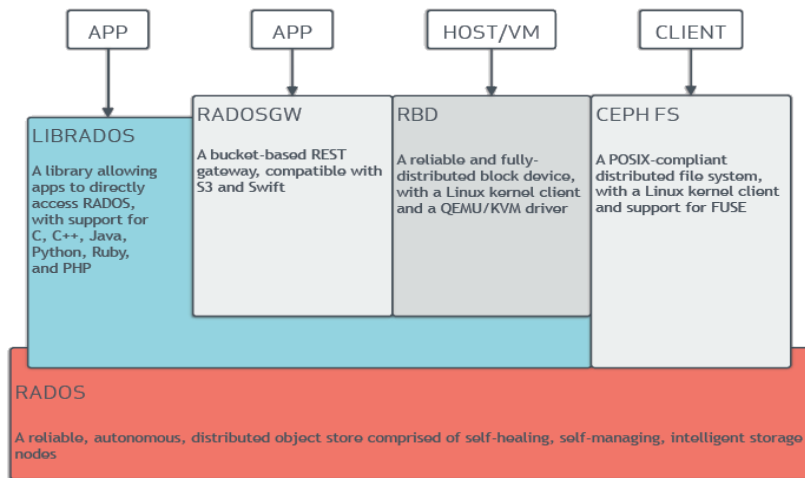 APP
APP
HOST/VM
CLIENT
LIBRADOS
A library allowing
apps to directly
access RADOS,
with support for
C, C++, Java,
Python, Ruby,
and PHP
RADOSGW
A bucket-based REST
gateway, compatible with
S3 and Swift
RBD
A reliable and fully-
distributed block device,
with a Linux kernel client
and a QEMU/KVM driver
CEPH FS
A POSIX-compliant
distributed file system,
with a Linux kernel client
and support for FUSE
RADOS
A reliable, autonomous, distributed object store comprised of self-healing, self-managing, intelligent storage
nodes